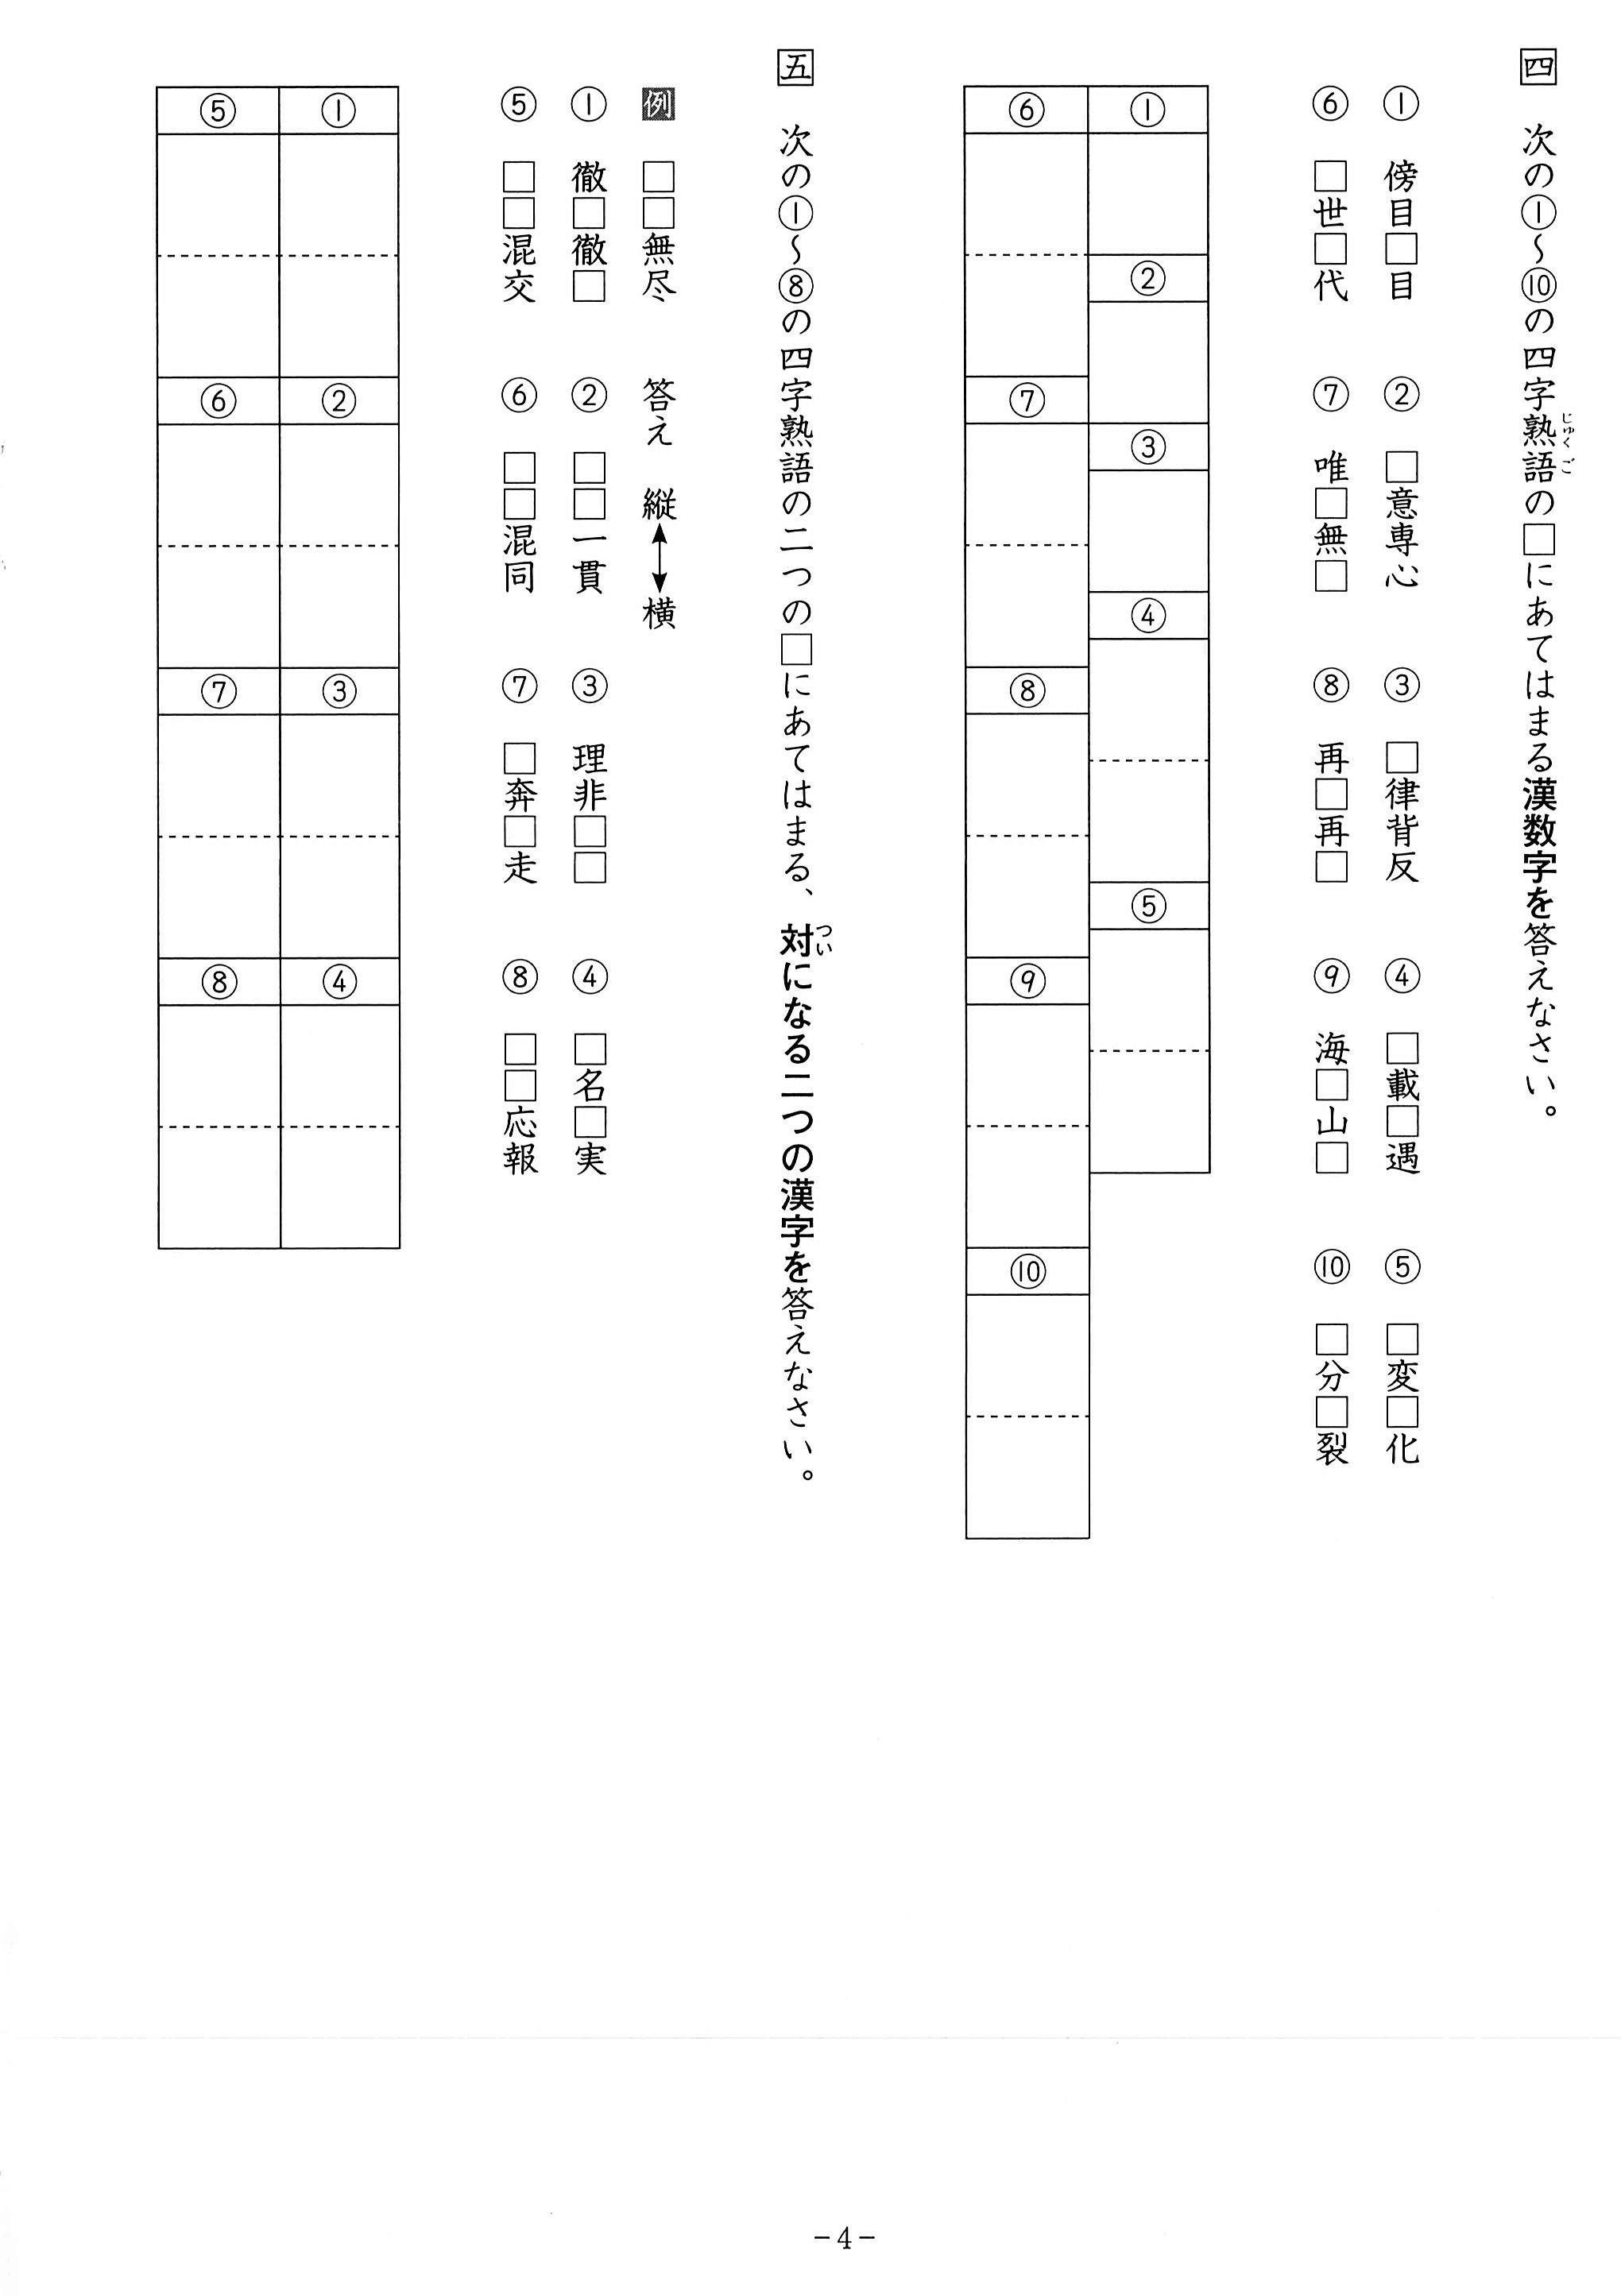 四 次の①〜⑩の四字熟語の□にあてはまる漢数字を答えなさい。
じゅくご
① 傍目□目 ② □意専心 ③ □律背反 ④ □載□遇 ⑤ □変□化
⑥ □世□代 ⑦ 唯□無□ ⑧ 再□再□ ⑨ 海□山□ ⑩ □分□裂
① ② ③ ④ ⑤
⑥ ⑦ ⑧ ⑨ ⑩
五 次の①〜⑧の四字熟語の二つの□にあてはまる、対になる二つの漢字を答えなさい。
つい
例 □□無尽 答え 縦↔横
① 徹□徹□ ② □□一貫 ③ 理非□□ ④ □名□実
⑤ □□混交 ⑥ □□混同 ⑦ □奔□走 ⑧ □□応報
① ② ③ ④
⑤ ⑥ ⑦ ⑧
－4－